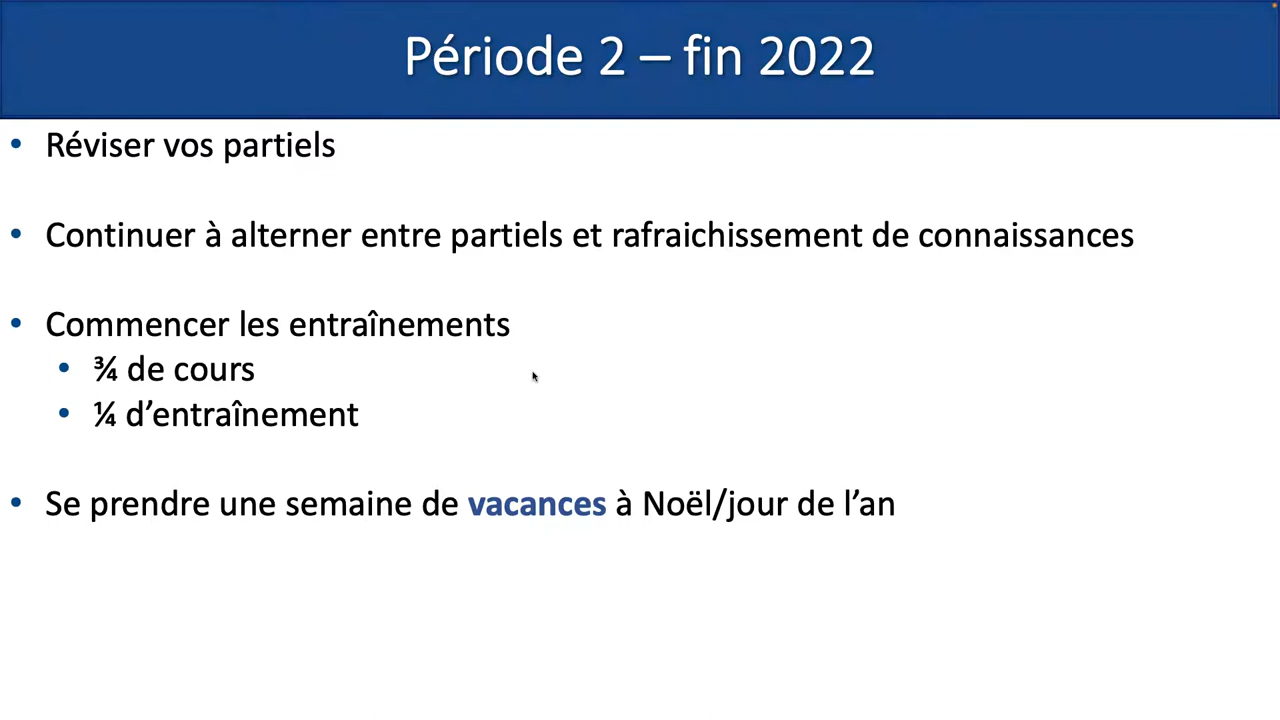 Période 2 – fin 2022
• Réviser vos partiels
• Continuer à alterner entre partiels et rafraichissement de connaissances
• Commencer les entraînements
• ¾ de cours
• ¼ d’entraînement
• Se prendre une semaine de vacances à Noël/jour de l’an